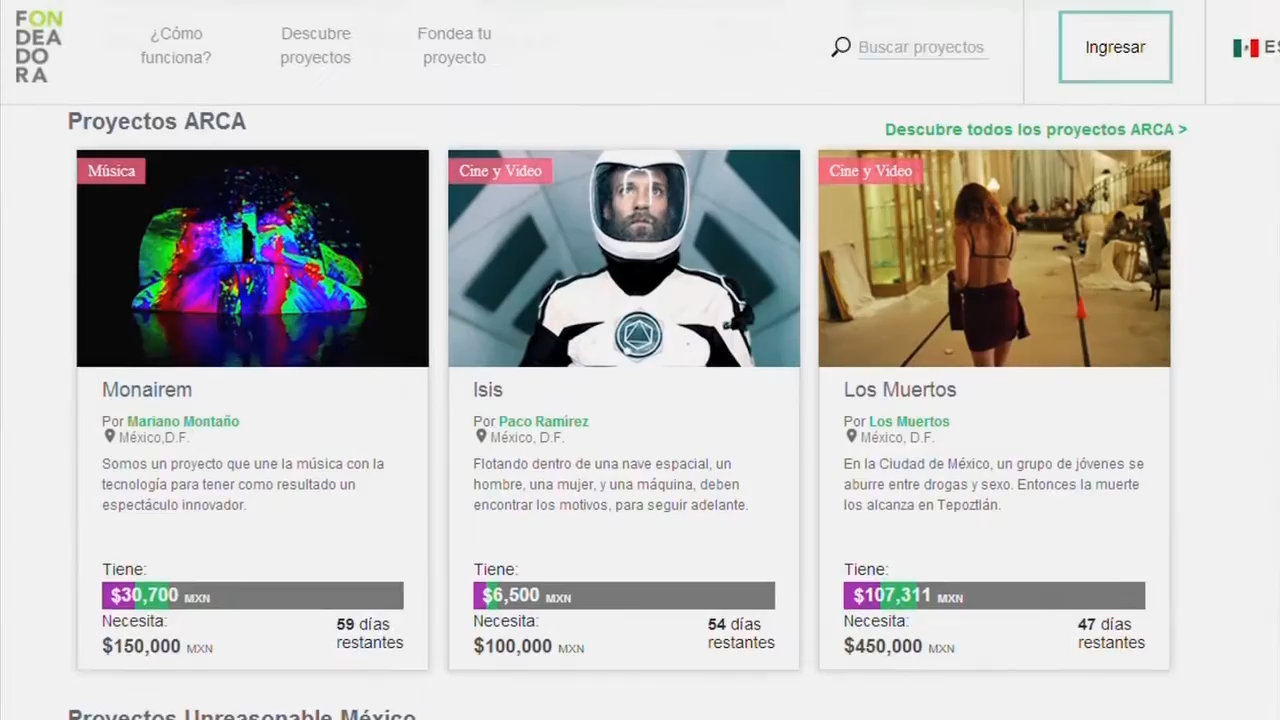 FON
DEA
DO
RA
¿Cómo
funciona?
Descubre
proyectos
Fondea tu
proyecto
Buscar proyectos
Ingresar
ES
Proyectos ARCA
Descubre todos los proyectos ARCA >
Música
Monairem
Por Mariano Montaño
México,D.F.
Somos un proyecto que une la música con la
tecnología para tener como resultado un
espectáculo innovador.
Tiene:
$30,700 MXN
Necesita:
$150,000 MXN
59 días
restantes
Cine y Video
Isis
Por Paco Ramírez
México, D.F.
Flotando dentro de una nave espacial, un
hombre, una mujer, y una máquina, deben
encontrar los motivos, para seguir adelante.
Tiene:
$6,500 MXN
Necesita:
$100,000 MXN
54 días
restantes
Cine y Video
Los Muertos
Por Los Muertos
México, D.F.
En la Ciudad de México, un grupo de jóvenes se
aburre entre drogas y sexo. Entonces la muerte
los alcanza en Tepoztlán.
Tiene:
$107,311 MXN
Necesita:
$450,000 MXN
47 días
restantes
Proyectos Unreasonable México